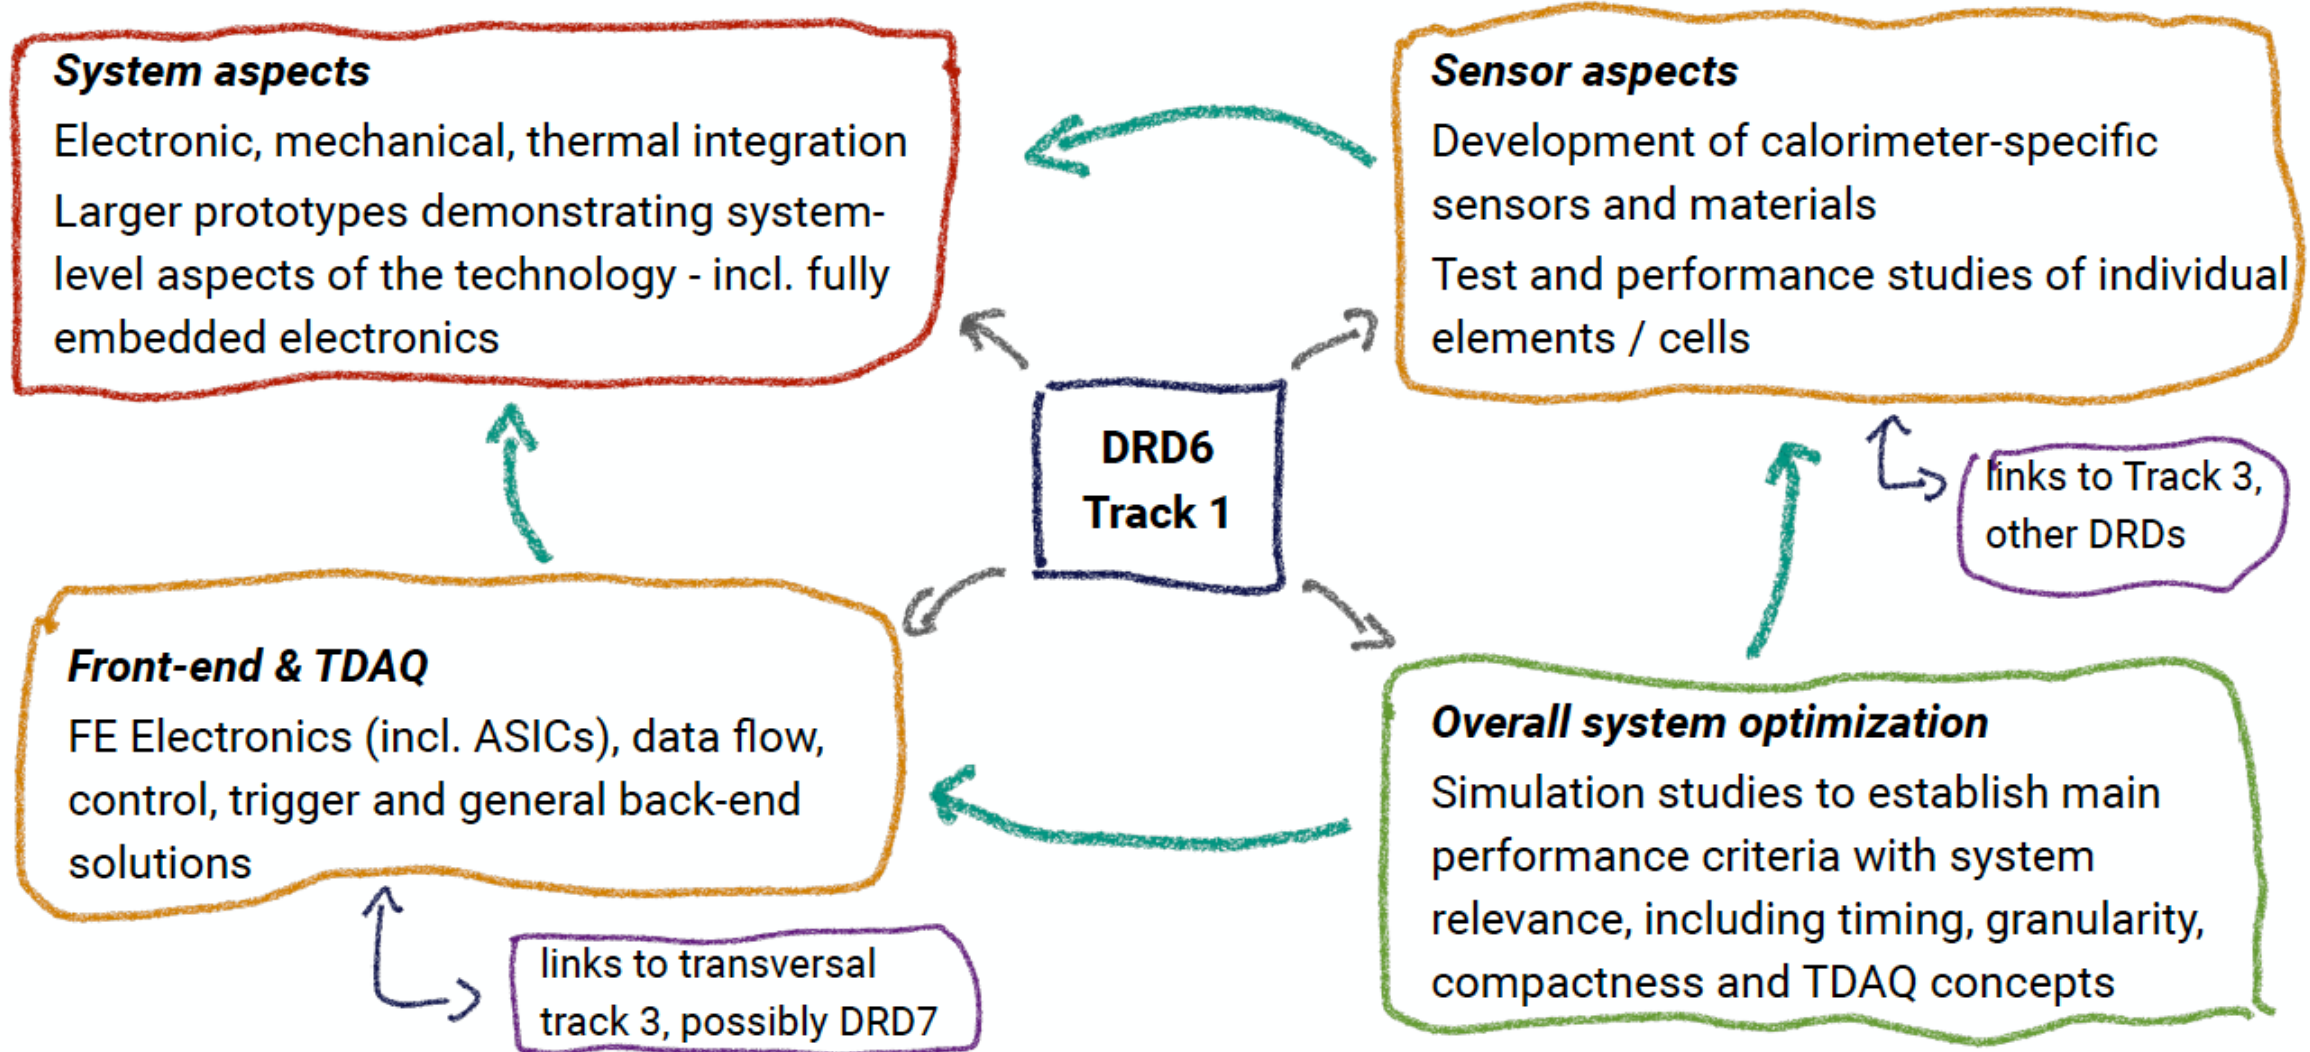 System aspects
Electronic, mechanical, thermal integration
Larger prototypes demonstrating system-
level aspects of the technology - incl. fully
embedded electronics
Sensor aspects
Development of calorimeter-specific
sensors and materials
Test and performance studies of individual
elements / cells
DRD6
Track 1
links to Track 3,
other DRDs
Front-end & TDAQ
FE Electronics (incl. ASICs), data flow,
control, trigger and general back-end
solutions
links to transversal
track 3, possibly DRD7
Overall system optimization
Simulation studies to establish main
performance criteria with system
relevance, including timing, granularity,
compactness and TDAQ concepts